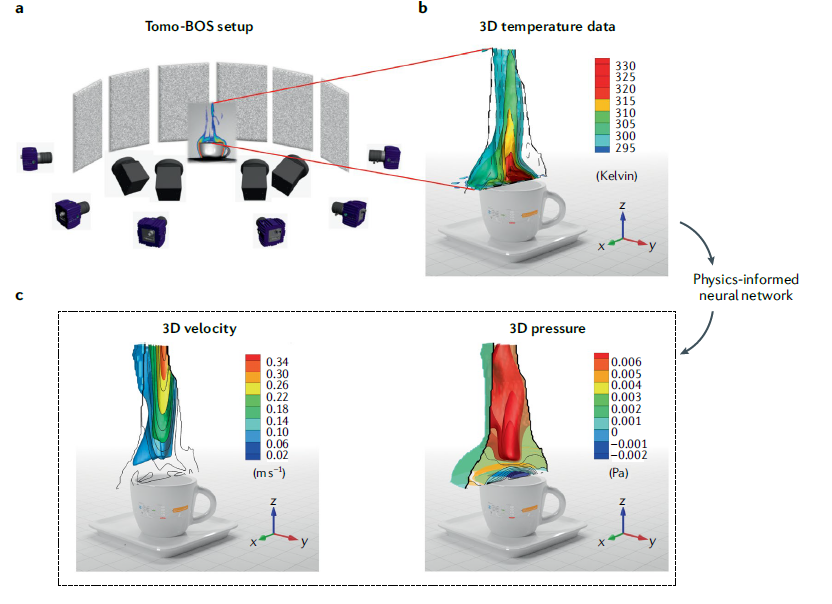 a
Tomo-BOS setup
b
3D temperature data
330
325
320
315
310
305
300
295
(Kelvin)
z
x
y
Physics-informed
neural network
c
3D velocity
0.34
0.30
0.26
0.22
0.18
0.14
0.10
0.06
0.02
(m s⁻¹)
z
x
y
3D pressure
0.006
0.005
0.004
0.003
0.002
0.001
0
−0.001
−0.002
(Pa)
z
x
y